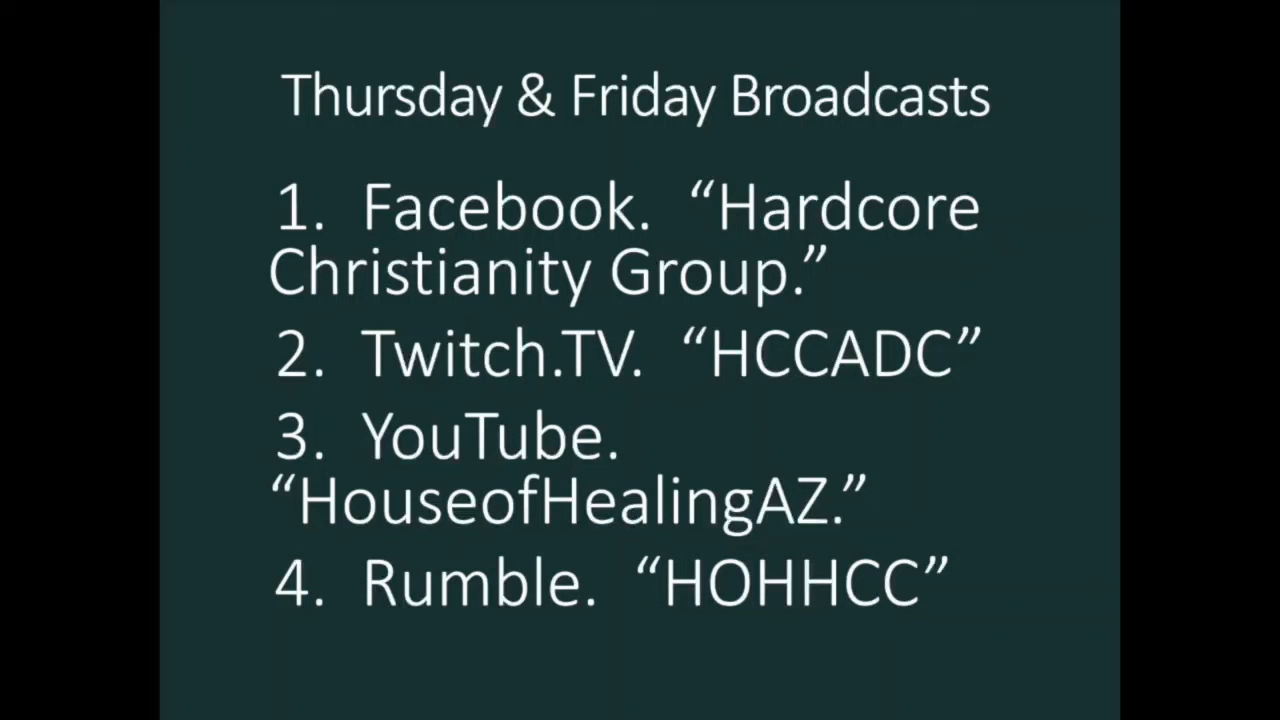 Thursday & Friday Broadcasts
1. Facebook. “Hardcore
Christianity Group.”
2. Twitch.TV. “HCCADC”
3. YouTube.
“HouseofHealingAZ.”
4. Rumble. “HOHHCC”